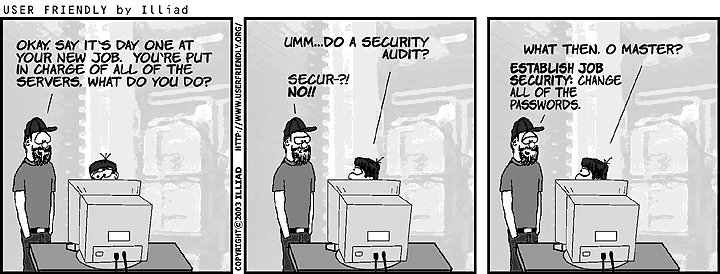 USER FRIENDLY by Illiad
OKAY. SAY IT'S DAY ONE AT
YOUR NEW JOB. YOU'RE PUT
IN CHARGE OF ALL OF THE
SERVERS. WHAT DO YOU DO?
COPYRIGHT © 2003 ILLIAD HTTP://WWW.USERFRIENDLY.ORG/
UMM...DO A SECURITY
AUDIT?
SECUR-?!
NO!!
WHAT THEN. O MASTER?
ESTABLISH JOB
SECURITY: CHANGE
ALL OF THE
PASSWORDS.